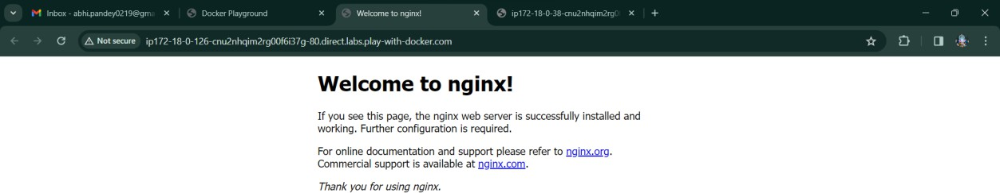 Inbox - abhi.pandey0219@gma
Docker Playground
Welcome to nginx!
ip172-18-0-38-cnu2nhqim2rg0
Not secure
ip172-18-0-126-cnu2nhqim2rg00f6i37g-80.direct.labs.play-with-docker.com
Welcome to nginx!
If you see this page, the nginx web server is successfully installed and
working. Further configuration is required.
For online documentation and support please refer to nginx.org.
Commercial support is available at nginx.com.
Thank you for using nginx.